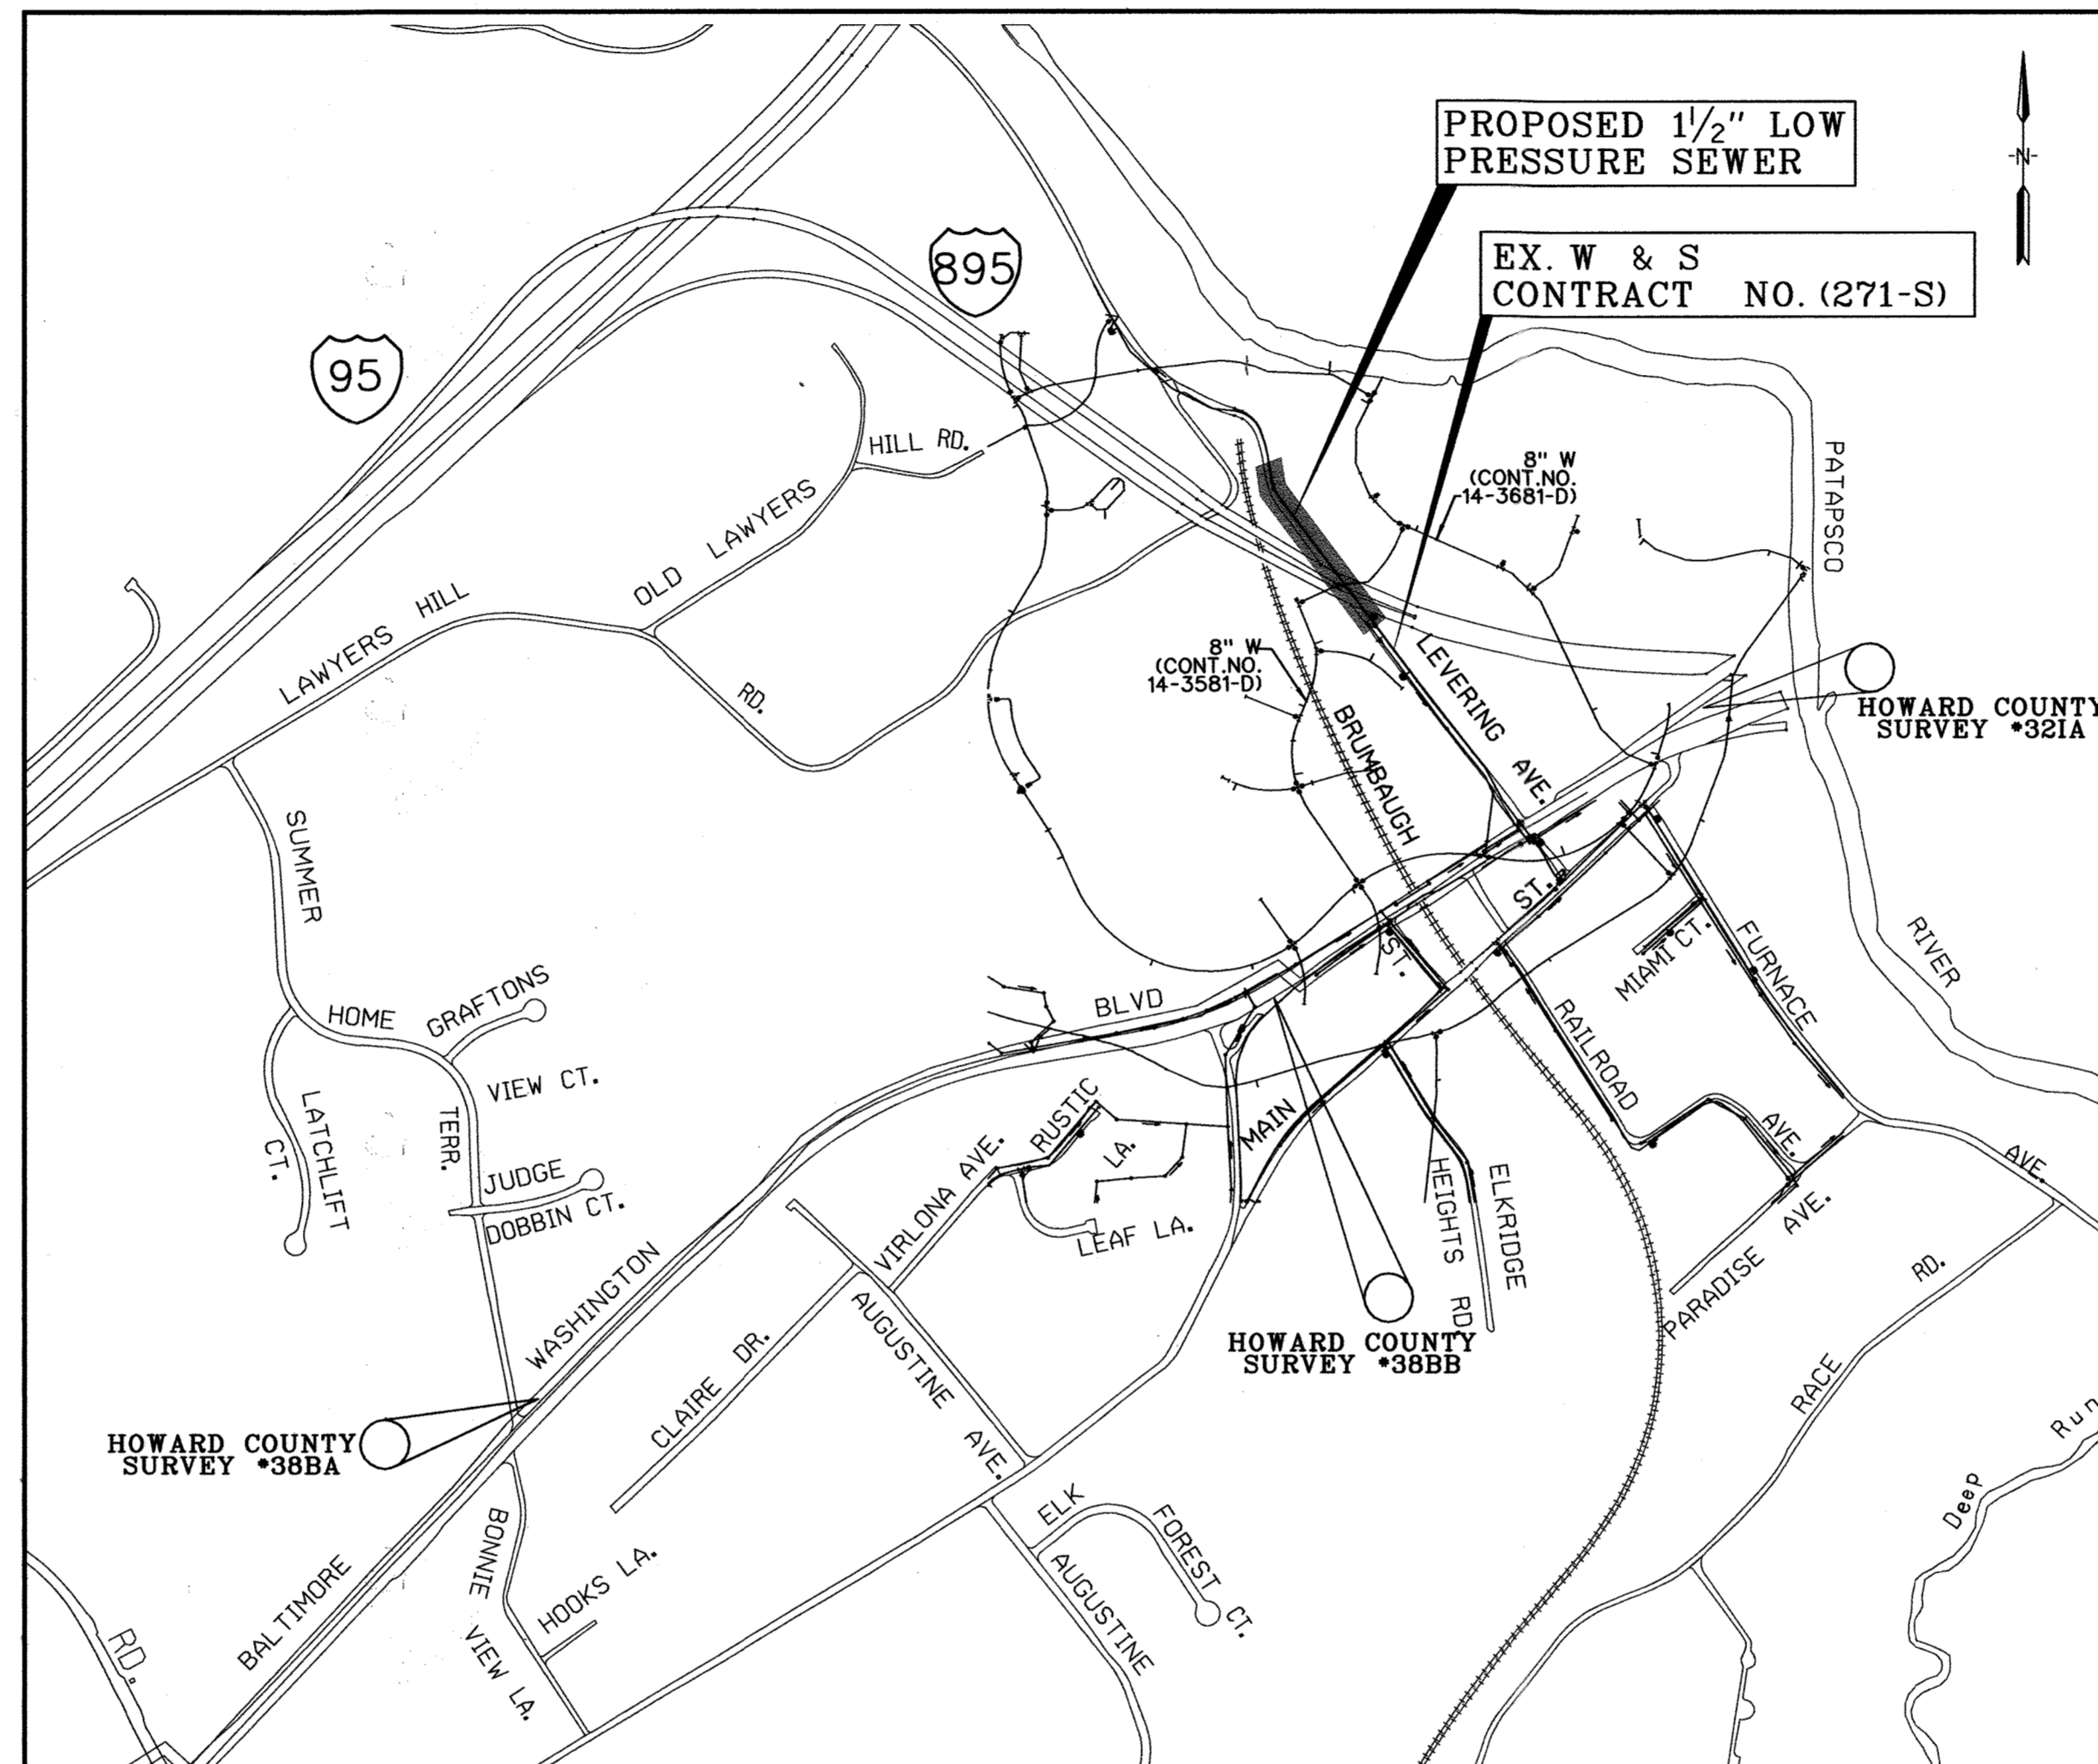 PROPOSED 1 1/2" LOW
PRESSURE SEWER
-N-
EX. W & S
CONTRACT NO. (271-S)
895
95
HILL RD.
OLD LAWYERS
8" W
(CONT.NO.
14-3681-D)
PATAPSCO
LAWYERS HILL
RD.
8" W
(CONT.NO.
14-3581-D)
LEVERING AVE.
BRUMBAUGH
ST.
HOWARD COUNTY
SURVEY *32IA
SUMMER
HOME
TERR.
GRAFTONS
VIEW CT.
LATCHLIFT
CT.
JUDGE
DOBBIN CT.
BLVD
ST.
MIAMI CT.
FURNACE
RIVER
RAILROAD
AVE.
AVE.
MAIN
RUSTIC
LA.
VIRLONA AVE.
LEAF LA.
HEIGHTS RD.
ELKRIDGE
PARADISE AVE.
RD.
RACE
WASHINGTON
CLAIRE DR.
AUGUSTINE
AVE.
HOWARD COUNTY
SURVEY *38BB
HOWARD COUNTY
SURVEY *38BA
BONNIE
VIEW LA.
HOOKS LA.
BALTIMORE
RD.
ELK
FOREST
CT.
AUGUSTINE
Deep
Run